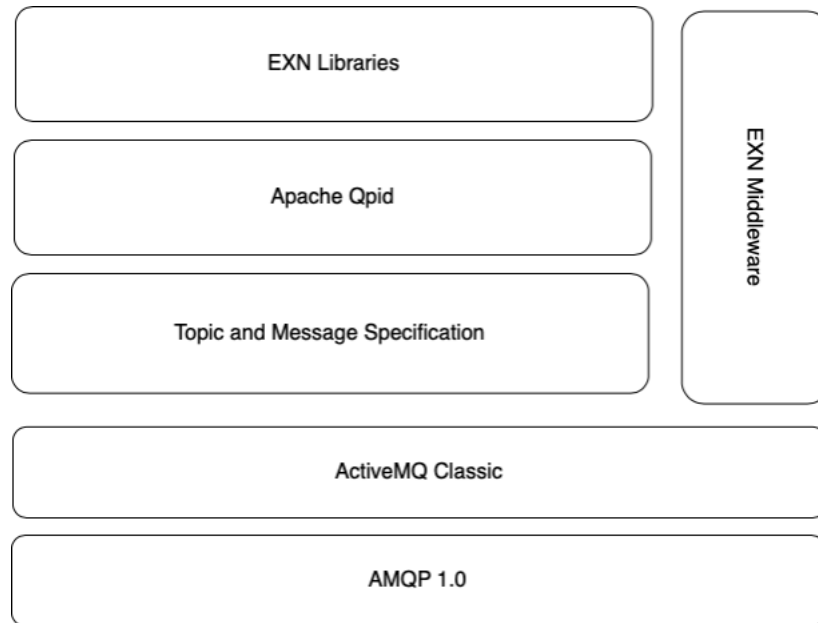 EXN Libraries
Apache Qpid
Topic and Message Specification
EXN Middleware
ActiveMQ Classic
AMQP 1.0